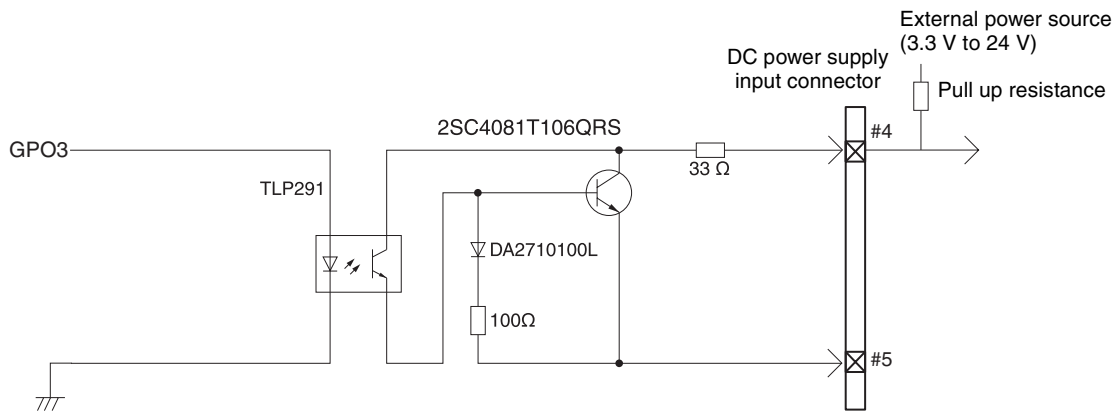 External power source
(3.3 V to 24 V)
DC power supply
input connector
Pull up resistance
2SC4081T106QRS
#4
GPO3
33 Ω
TLP291
DA2710100L
100Ω
#5